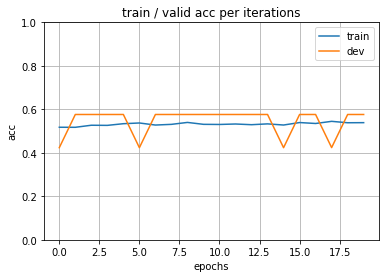 train / valid acc per iterations
1.0
0.8
0.6
0.4
0.2
0.0
acc
train
dev
0.0 2.5 5.0 7.5 10.0 12.5 15.0 17.5
epochs